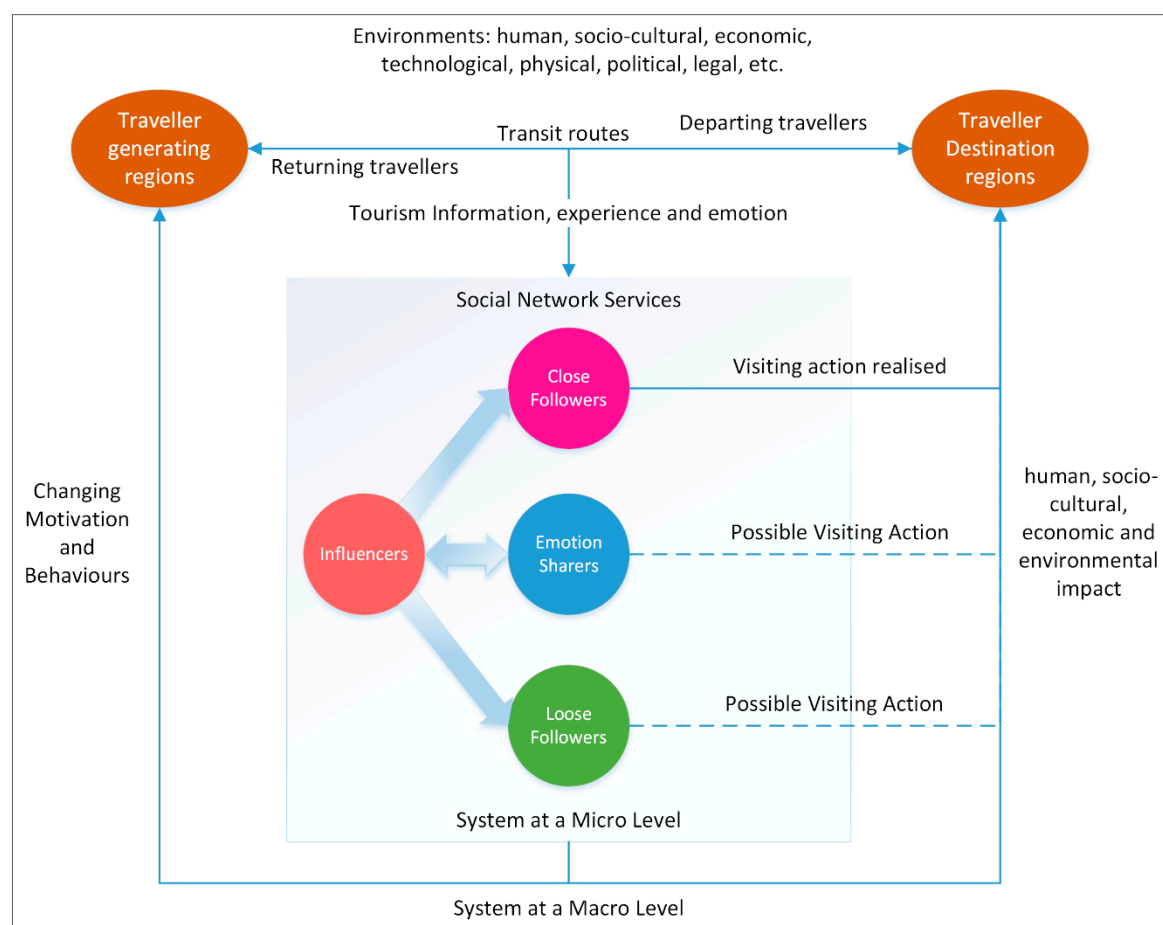 Environments: human, socio-cultural, economic,
technological, physical, political, legal, etc.
Traveller
generating
regions
Transit routes
Departing travellers
Returning travellers
Traveller
Destination
regions
Tourism Information, experience and emotion
Social Network Services
Close
Followers
Visiting action realised
Changing
Motivation
and
Behaviours
Influencers
Emotion
Sharers
Possible Visiting Action
human, socio-
cultural,
economic and
environmental
impact
Loose
Followers
Possible Visiting Action
System at a Micro Level
System at a Macro Level